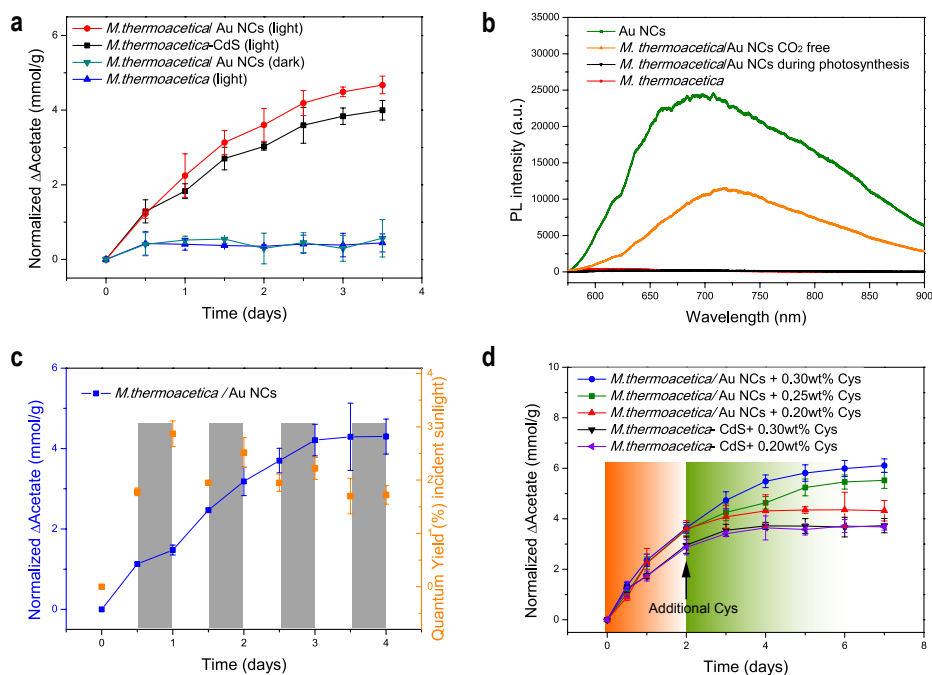 a
M.thermoacetica/ Au NCs (light)
M.thermoacetica-CdS (light)
M.thermoacetica/ Au NCs (dark)
M.thermoacetica (light)
Normalized ΔAcetate (mmol/g)
6
4
2
0
0 1 2 3 4
Time (days)
b
Au NCs
M. thermoacetica/Au NCs CO₂ free
M. thermoacetica/Au NCs during photosynthesis
M. thermoacetica
PL intensity (a.u.)
35000
30000
25000
20000
15000
10000
5000
0
600 650 700 750 800 850 900
Wavelength (nm)
c
M.thermoacetica / Au NCs
Normalized ΔAcetate (mmol/g)
6
4
2
0
0 1 2 3 4
Time (days)
4
3
2
1
0
-1
Quantum Yield (%) incident sunlight)
d
M.thermoacetica/ Au NCs + 0.30wt% Cys
M.thermoacetica/ Au NCs + 0.25wt% Cys
M.thermoacetica/ Au NCs + 0.20wt% Cys
M.thermoacetica- CdS+ 0.30wt% Cys
M.thermoacetica- CdS+ 0.20wt% Cys
Normalized ΔAcetate (mmol/g)
10
8
6
4
2
0
Additional Cys
0 1 2 3 4 5 6 7 8
Time (days)